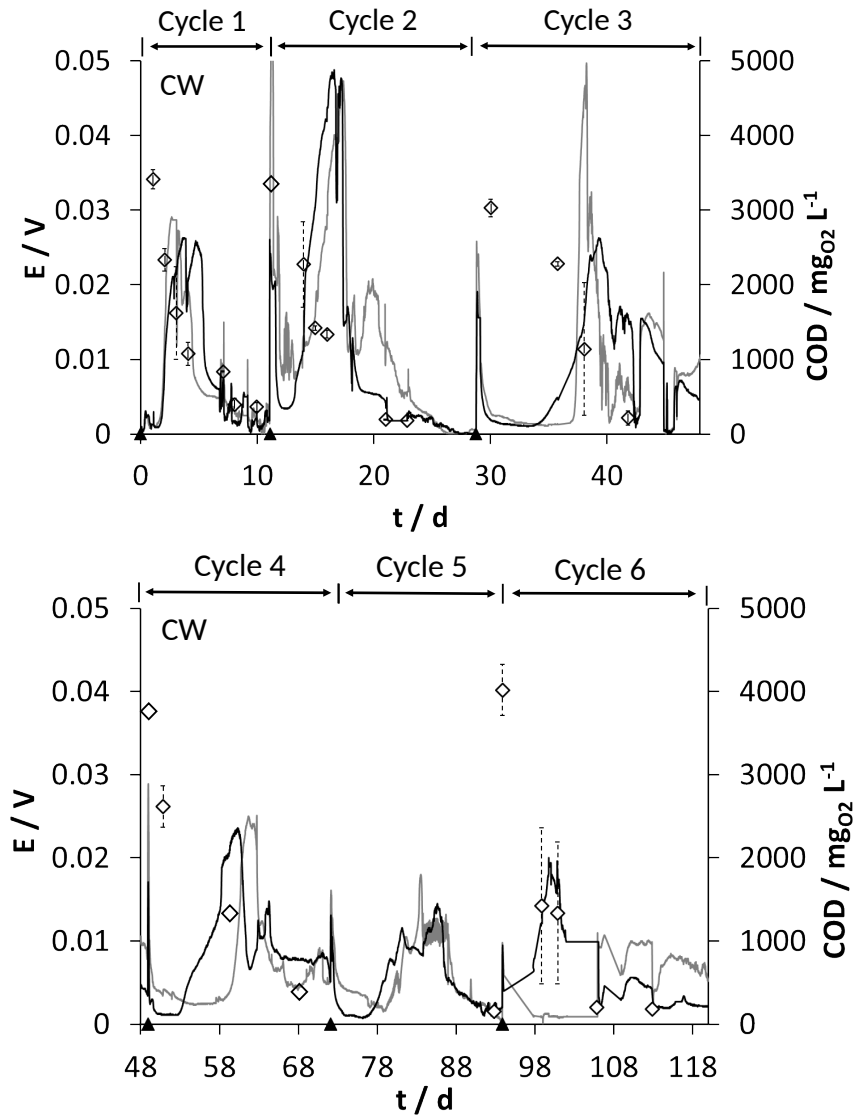 Cycle 1 Cycle 2 Cycle 3
0.05 5000
CW
0.04 4000
0.03 3000
0.02 2000
0.01 1000
0 0
E / V
COD / mg_O2 L^-1
0 10 20 30 40
t / d
Cycle 4 Cycle 5 Cycle 6
0.05 5000
CW
0.04 4000
0.03 3000
0.02 2000
0.01 1000
0 0
E / V
COD / mg_O2 L^-1
48 58 68 78 88 98 108 118
t / d